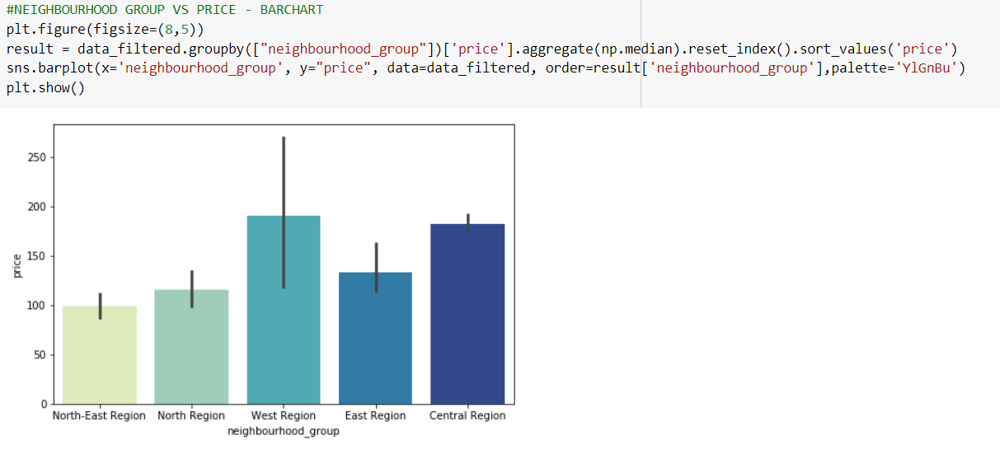 #NEIGHBOURHOOD GROUP VS PRICE - BARCHART
plt.figure(figsize=(8,5))
result = data_filtered.groupby(["neighbourhood_group"])['price'].aggregate(np.median).reset_index().sort_values('price')
sns.barplot(x='neighbourhood_group', y="price", data=data_filtered, order=result['neighbourhood_group'],palette='YlGnBu')
plt.show()
250
200
150
100
50
0
price
North-East Region North Region West Region East Region Central Region
neighbourhood_group